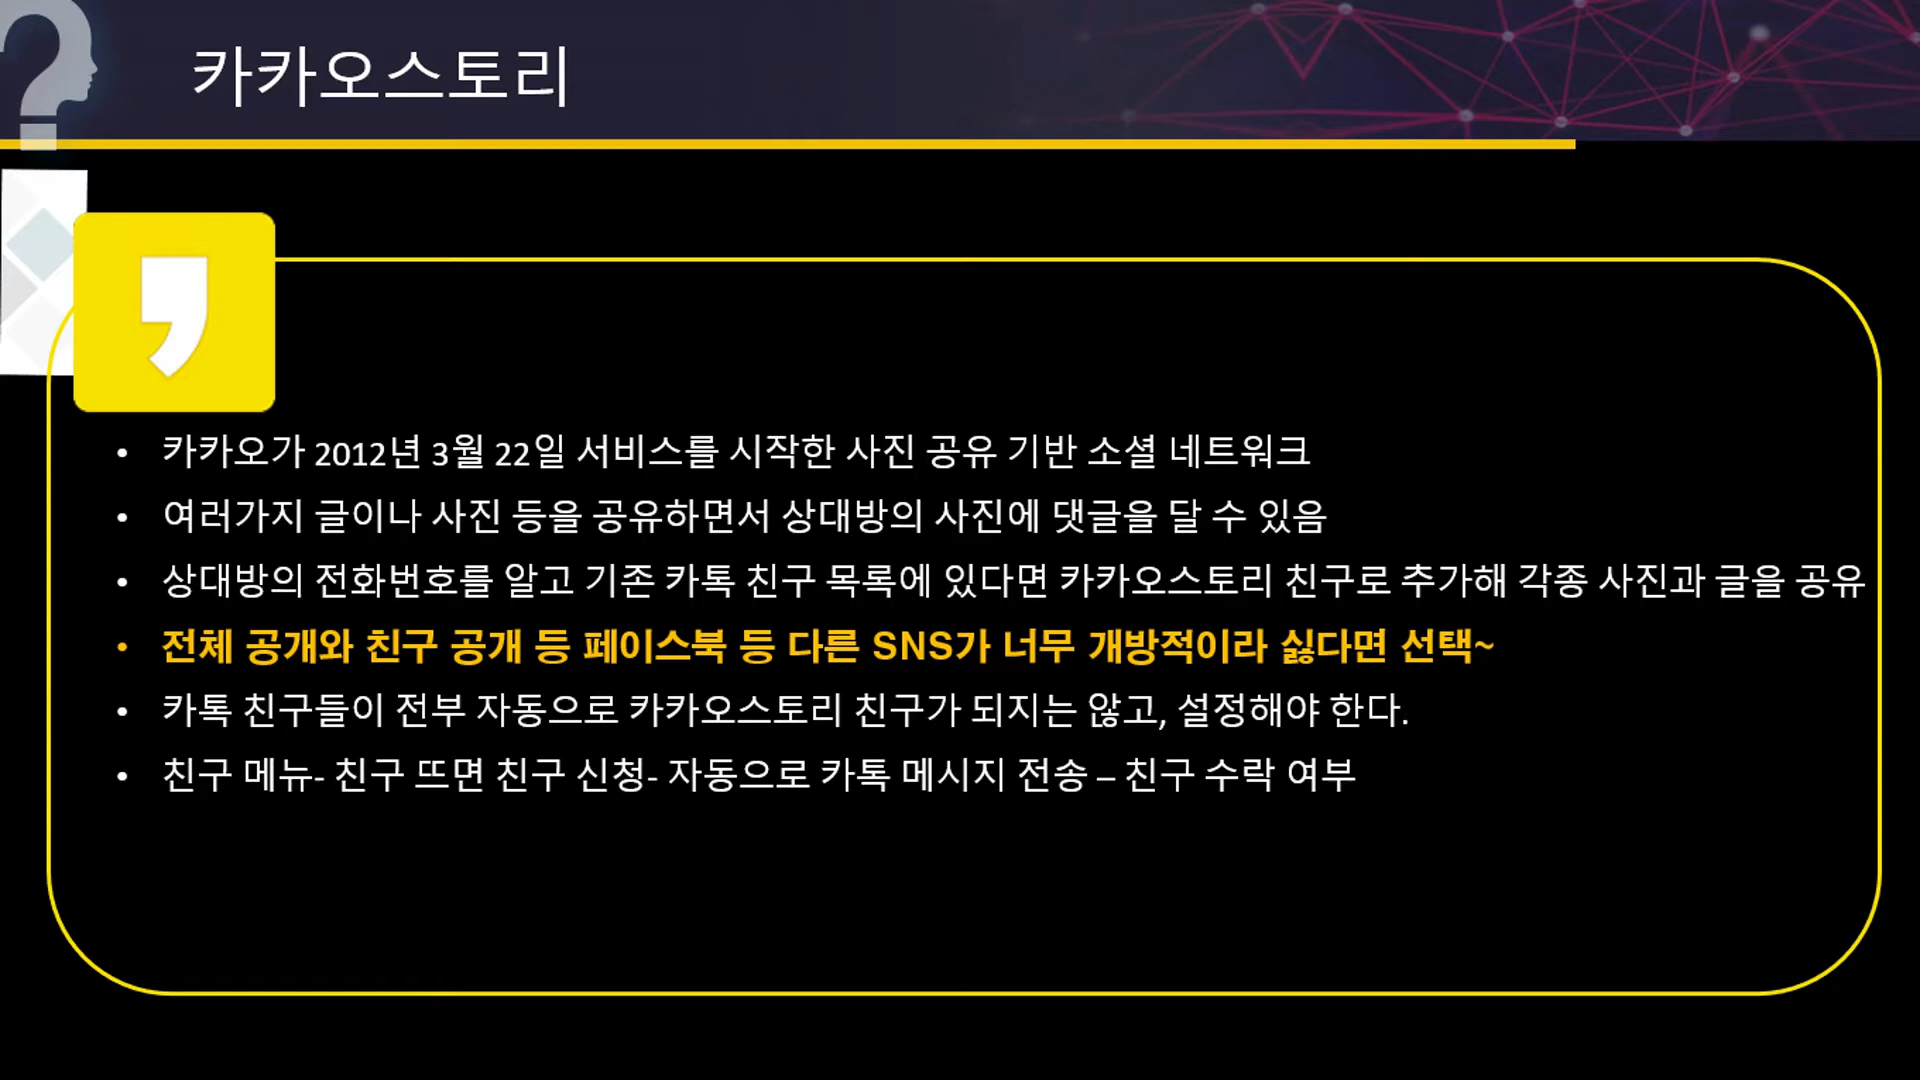 카카오스토리
• 카카오가 2012년 3월 22일 서비스를 시작한 사진 공유 기반 소셜 네트워크
• 여러가지 글이나 사진 등을 공유하면서 상대방의 사진에 댓글을 달 수 있음
• 상대방의 전화번호를 알고 기존 카톡 친구 목록에 있다면 카카오스토리 친구로 추가해 각종 사진과 글을 공유
• 전체 공개와 친구 공개 등 페이스북 등 다른 SNS가 너무 개방적이라 싫다면 선택~
• 카톡 친구들이 전부 자동으로 카카오스토리 친구가 되지는 않고, 설정해야 한다.
• 친구 메뉴- 친구 뜨면 친구 신청- 자동으로 카톡 메시지 전송 – 친구 수락 여부